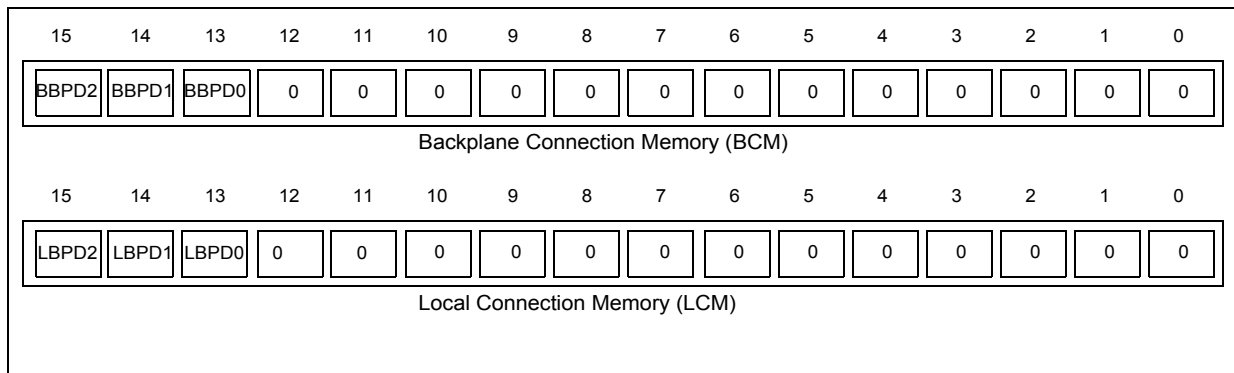 15 14 13 12 11 10 9 8 7 6 5 4 3 2 1 0
BBPD2 BBPD1 BBPD0 0 0 0 0 0 0 0 0 0 0 0 0 0
Backplane Connection Memory (BCM)
15 14 13 12 11 10 9 8 7 6 5 4 3 2 1 0
LBPD2 LBPD1 LBPD0 0 0 0 0 0 0 0 0 0 0 0 0 0
Local Connection Memory (LCM)